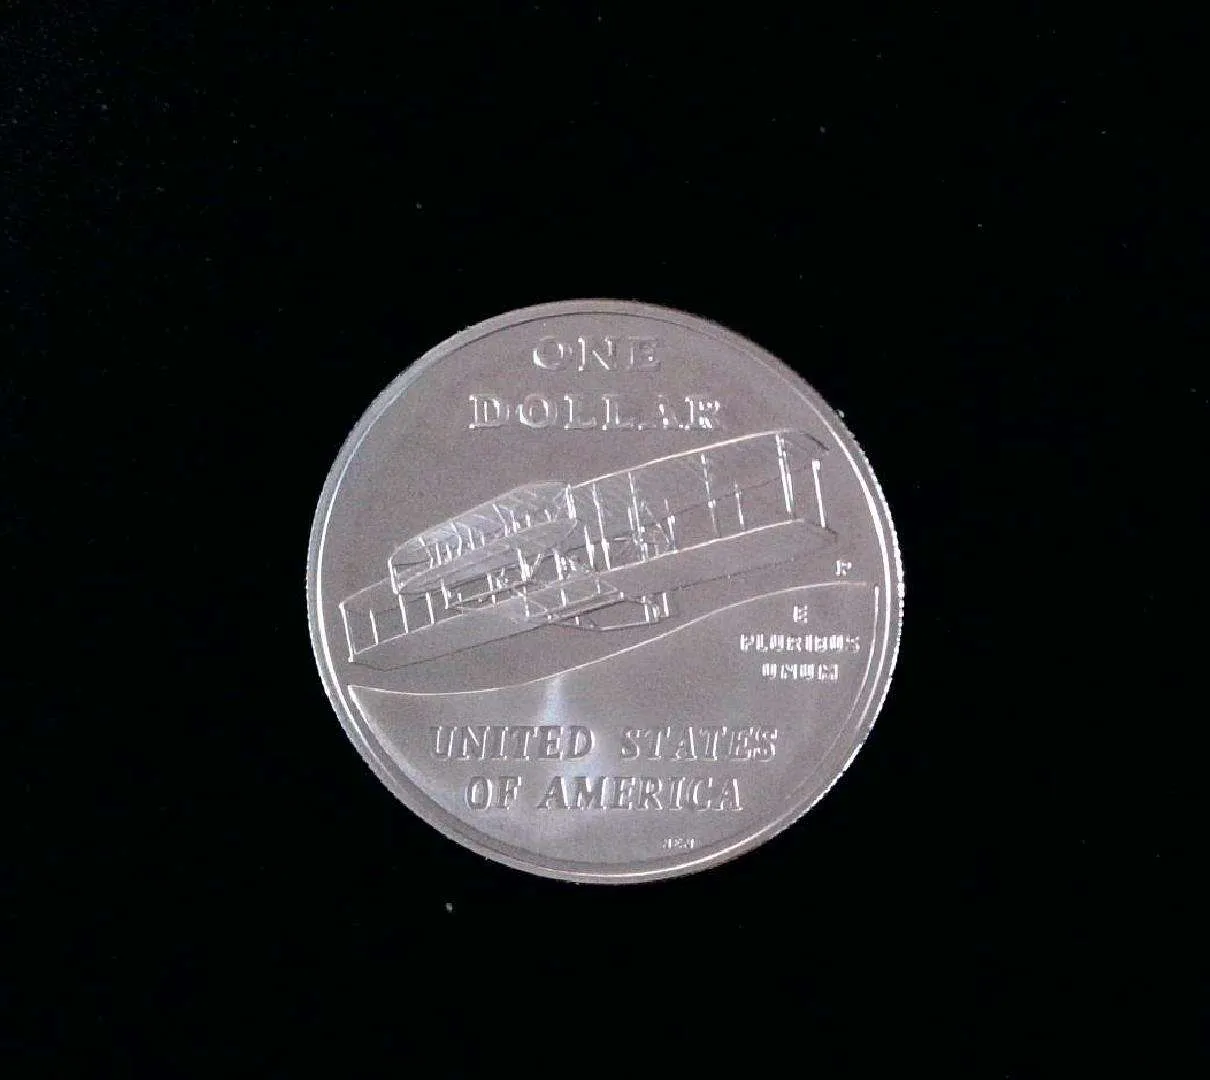 ONE
DOLLAR
P
E
PLURIBUS
UNUM
UNITED STATES
OF AMERICA